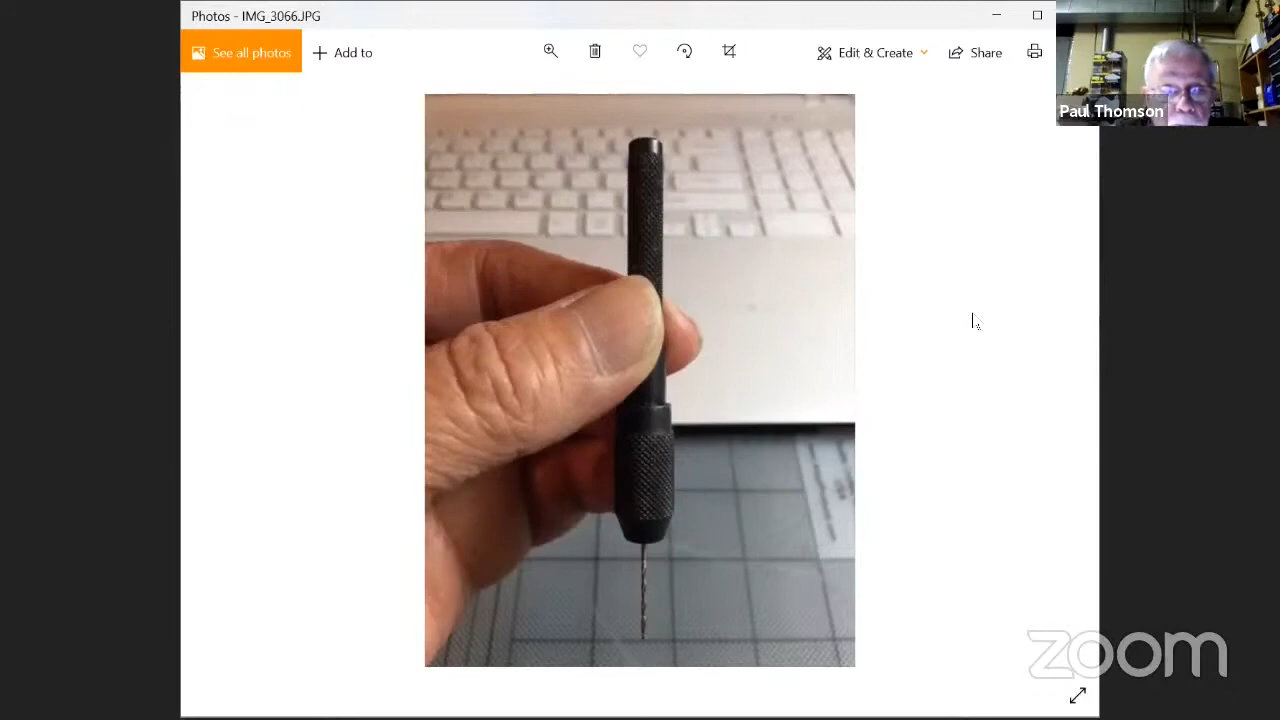 Photos - IMG_3066.JPG
See all photos
Add to
Edit & Create
Share
Paul Thomson
zoom